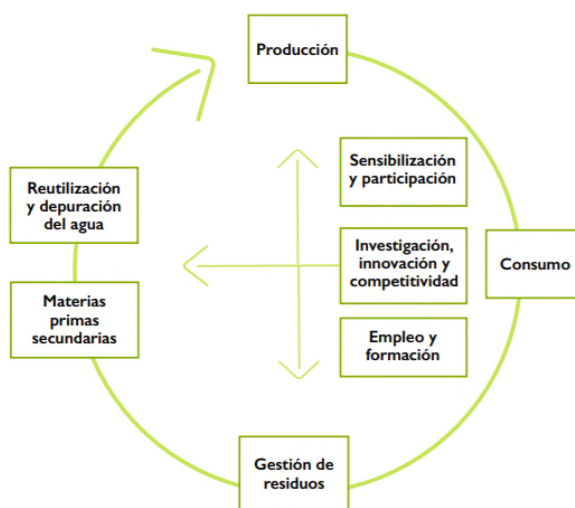 Producción
Sensibilización
y participación
Reutilización
y depuración
del agua
Investigación,
innovación y
competitividad
Consumo
Materias
primas
secundarias
Empleo y
formación
Gestión de
residuos